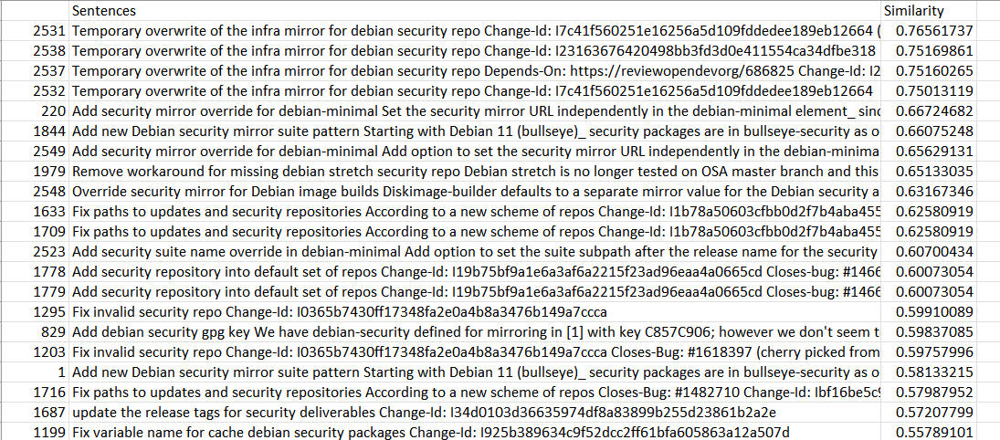 Sentences Similarity
2531 Temporary overwrite of the infra mirror for debian security repo Change-Id: I7c41f560251e16256a5d109fddedee189eb12664 ( 0.76561737
2538 Temporary overwrite of the infra mirror for debian security repo Change-Id: I23163676420498bb3fd3d0e411554ca34dfbe318 0.75169861
2537 Temporary overwrite of the infra mirror for debian security repo Depends-On: https://reviewopendevorg/686825 Change-Id: I2 0.75160265
2532 Temporary overwrite of the infra mirror for debian security repo Change-Id: I7c41f560251e16256a5d109fddedee189eb12664 0.75013119
220 Add security mirror override for debian-minimal Set the security mirror URL independently in the debian-minimal element_ sinc 0.66724682
1844 Add new Debian security mirror suite pattern Starting with Debian 11 (bullseye)_ security packages are in bullseye-security as o 0.66075248
2549 Add security mirror override for debian-minimal Add option to set the security mirror URL independently in the debian-minima 0.65629131
1979 Remove workaround for missing debian stretch security repo Debian stretch is no longer tested on OSA master branch and this 0.65133035
2548 Override security mirror for Debian image builds Diskimage-builder defaults to a separate mirror value for the Debian security a 0.63167346
1633 Fix paths to updates and security repositories According to a new scheme of repos Change-Id: I1b78a50603cfbb0d2f7b4aba455 0.62580919
1709 Fix paths to updates and security repositories According to a new scheme of repos Change-Id: I1b78a50603cfbb0d2f7b4aba455 0.62580919
2523 Add security suite name override in debian-minimal Add option to set the suite subpath after the release name for the security 0.60700434
1778 Add security repository into default set of repos Change-Id: I19b75bf9a1e6a3af6a2215f23ad96eaa4a0665cd Closes-bug: #1466 0.60073054
1779 Add security repository into default set of repos Change-Id: I19b75bf9a1e6a3af6a2215f23ad96eaa4a0665cd Closes-bug: #1466 0.60073054
1295 Fix invalid security repo Change-Id: I0365b7430ff17348fa2e0a4b8a3476b149a7ccca 0.59910089
829 Add debian security gpg key We have debian-security defined for mirroring in [1] with key C857C906; however we don't seem t 0.59837085
1203 Fix invalid security repo Change-Id: I0365b7430ff17348fa2e0a4b8a3476b149a7ccca Closes-Bug: #1618397 (cherry picked from 0.59757996
1 Add new Debian security mirror suite pattern Starting with Debian 11 (bullseye)_ security packages are in bullseye-security as o 0.58133215
1716 Fix paths to updates and security repositories According to a new scheme of repos Closes-Bug: #1482710 Change-Id: Ibf16be5c9 0.57987952
1687 update the release tags for security deliverables Change-Id: I34d0103d36635974df8a83899b255d23861b2a2e 0.57207799
1199 Fix variable name for cache debian security packages Change-Id: I925b389634c9f52dcc2ff61bfa605863a12a507d 0.55789101